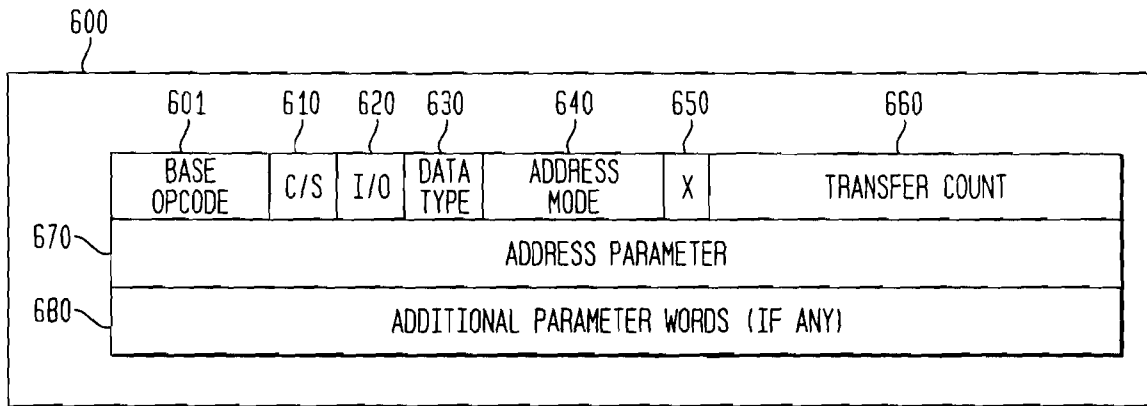 600
601 610 620 630 640 650 660
BASE OPCODE C/S I/O DATA TYPE ADDRESS MODE X TRANSFER COUNT
670 ADDRESS PARAMETER
680 ADDITIONAL PARAMETER WORDS (IF ANY)